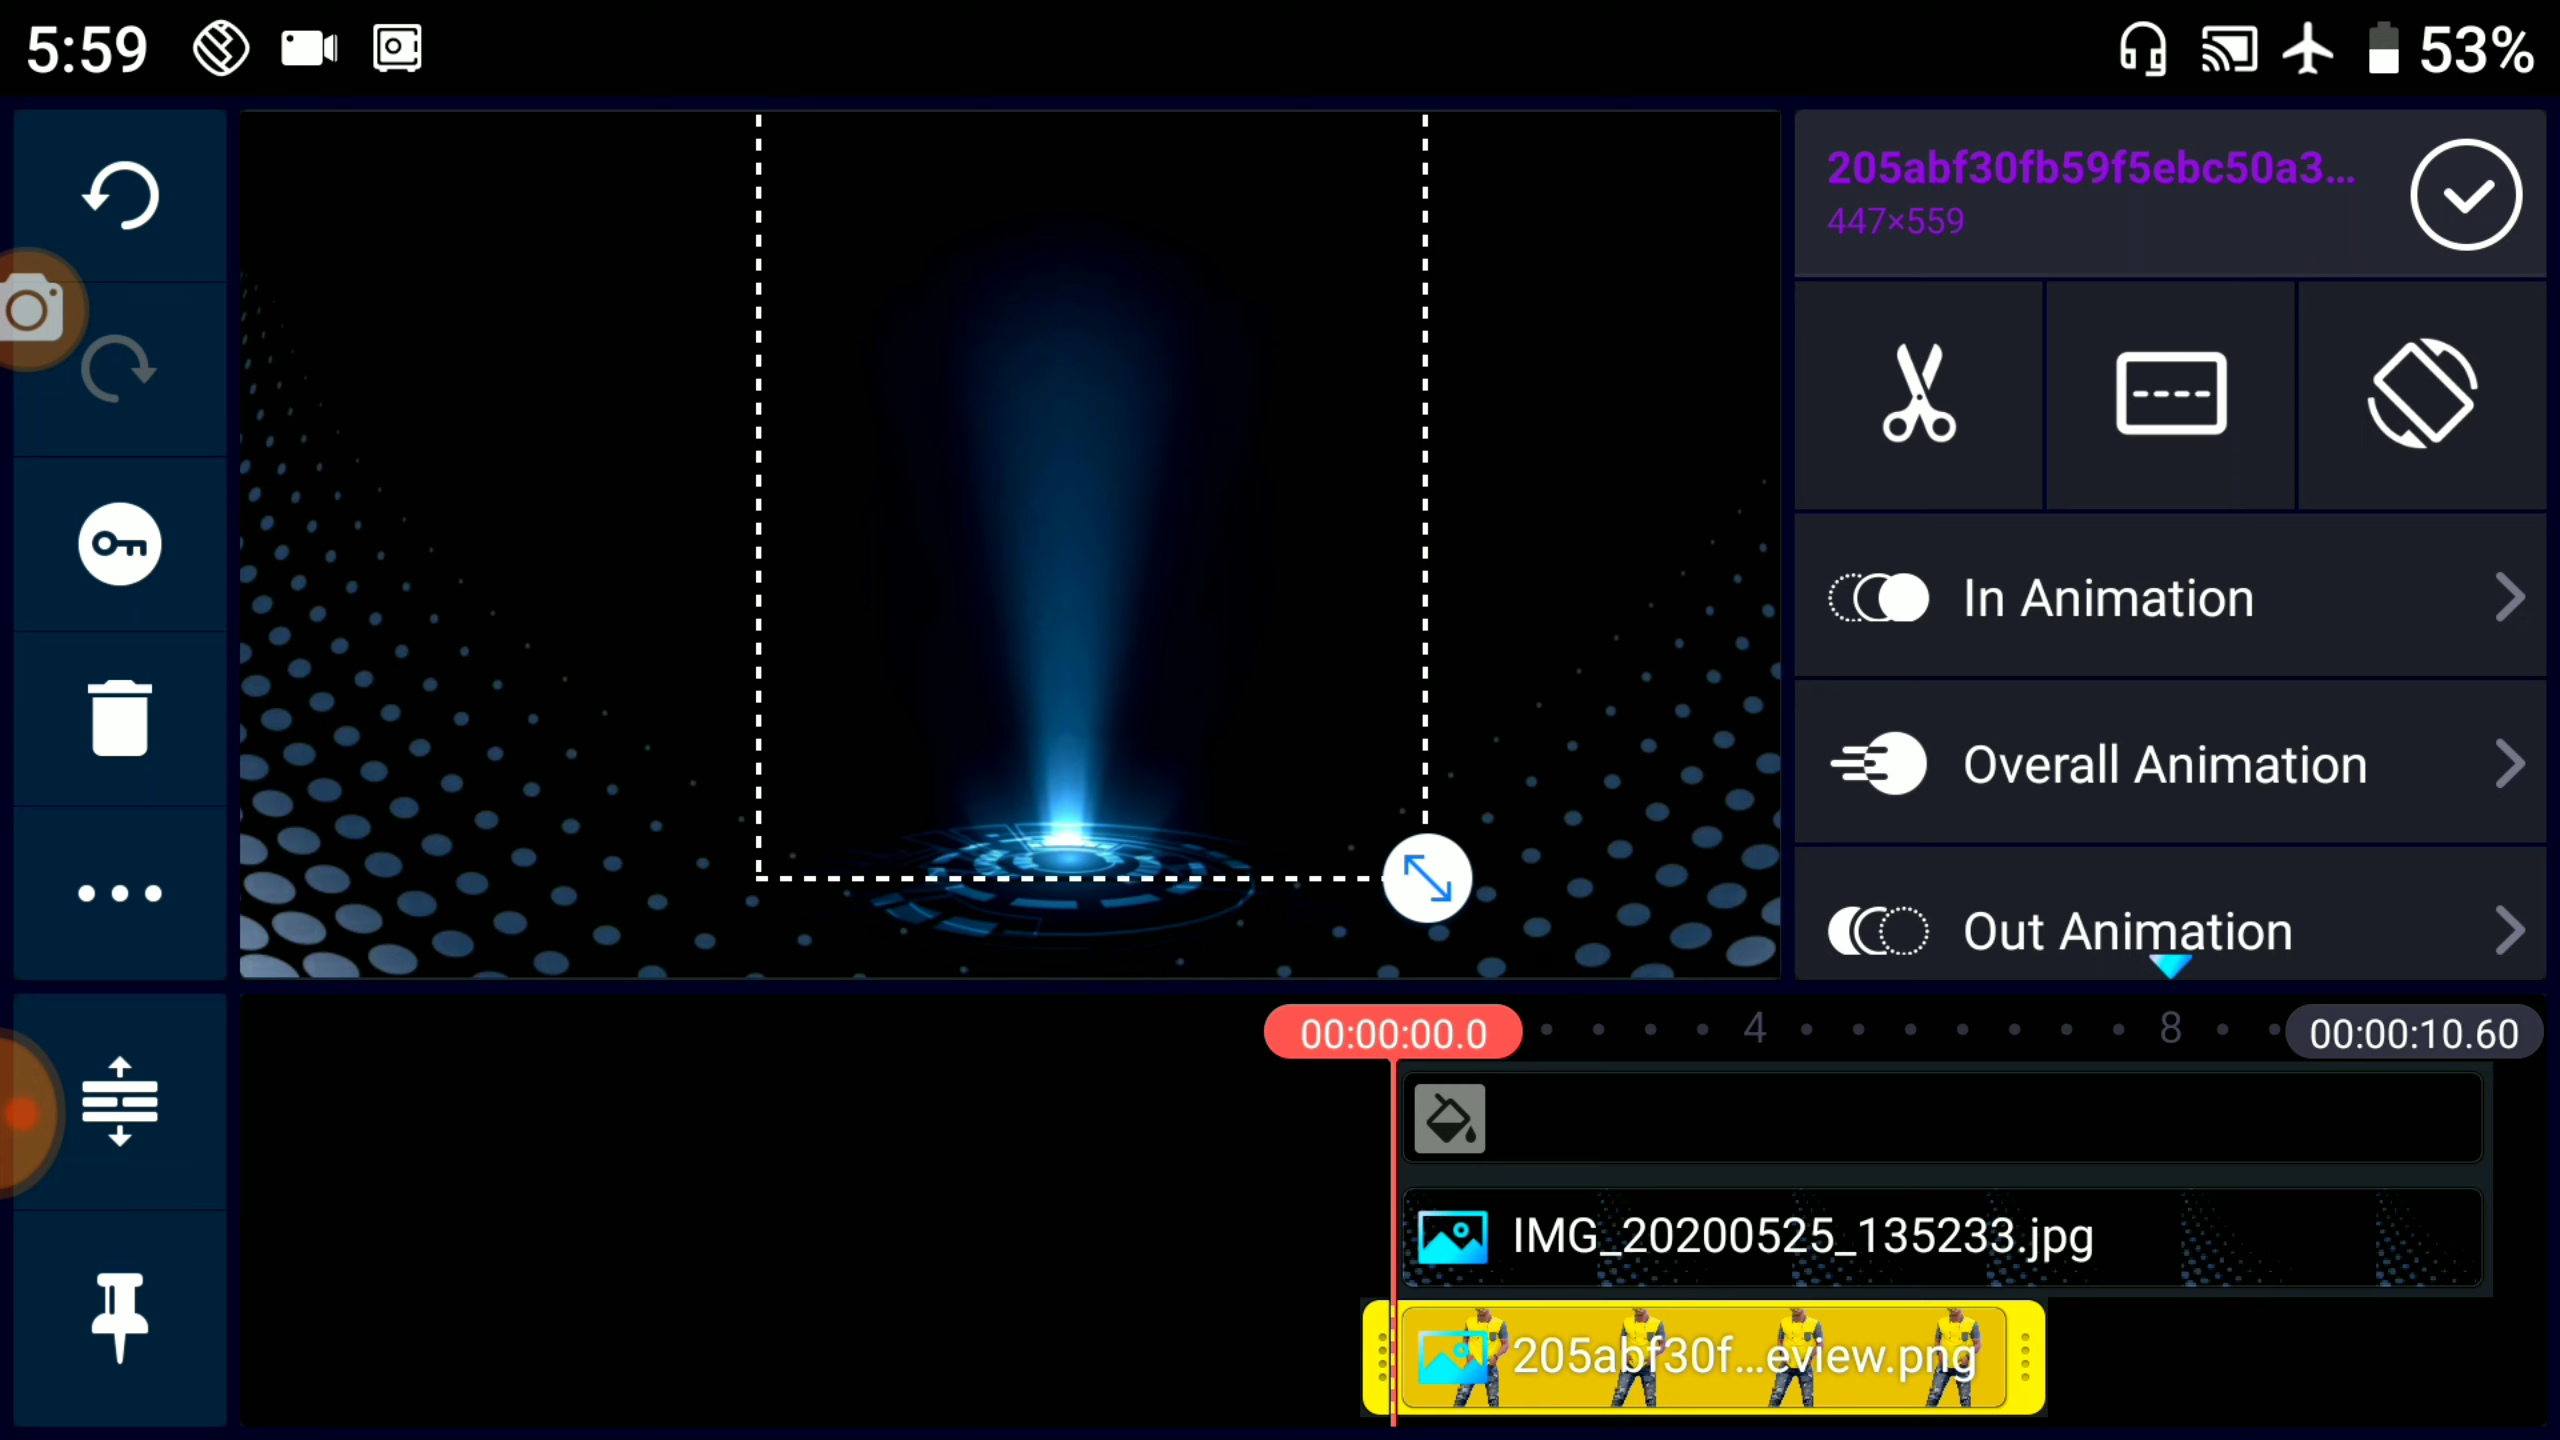 5:59
53%
205abf30fb59f5ebc50a3...
447×559
In Animation
Overall Animation
Out Animation
00:00:00.0
4
8
00:00:10.60
IMG_20200525_135233.jpg
205abf30f...eview.png